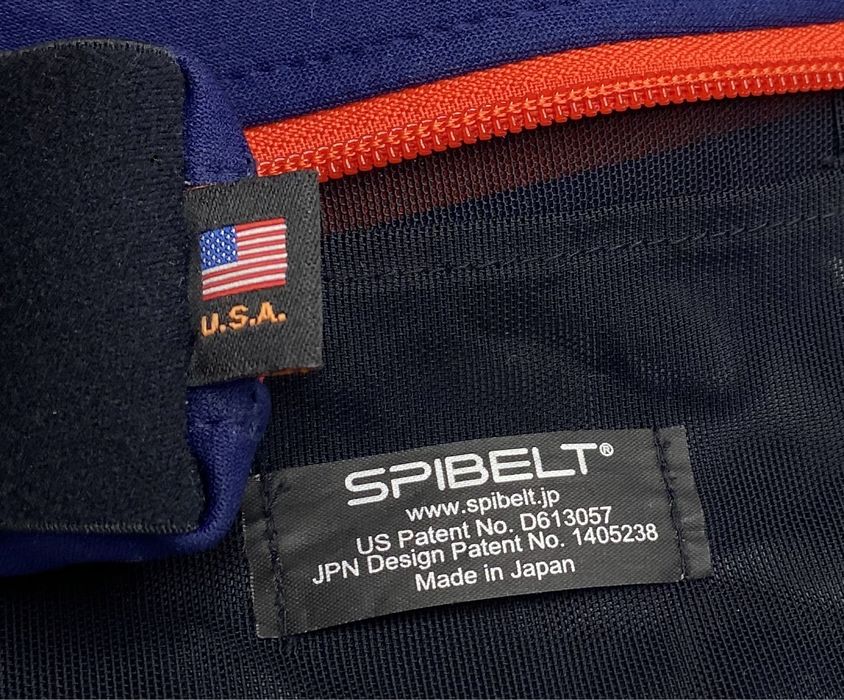 U.S.A.
SPIBELT®
www.spibelt.jp
US Patent No. D613057
JPN Design Patent No. 1405238
Made in Japan